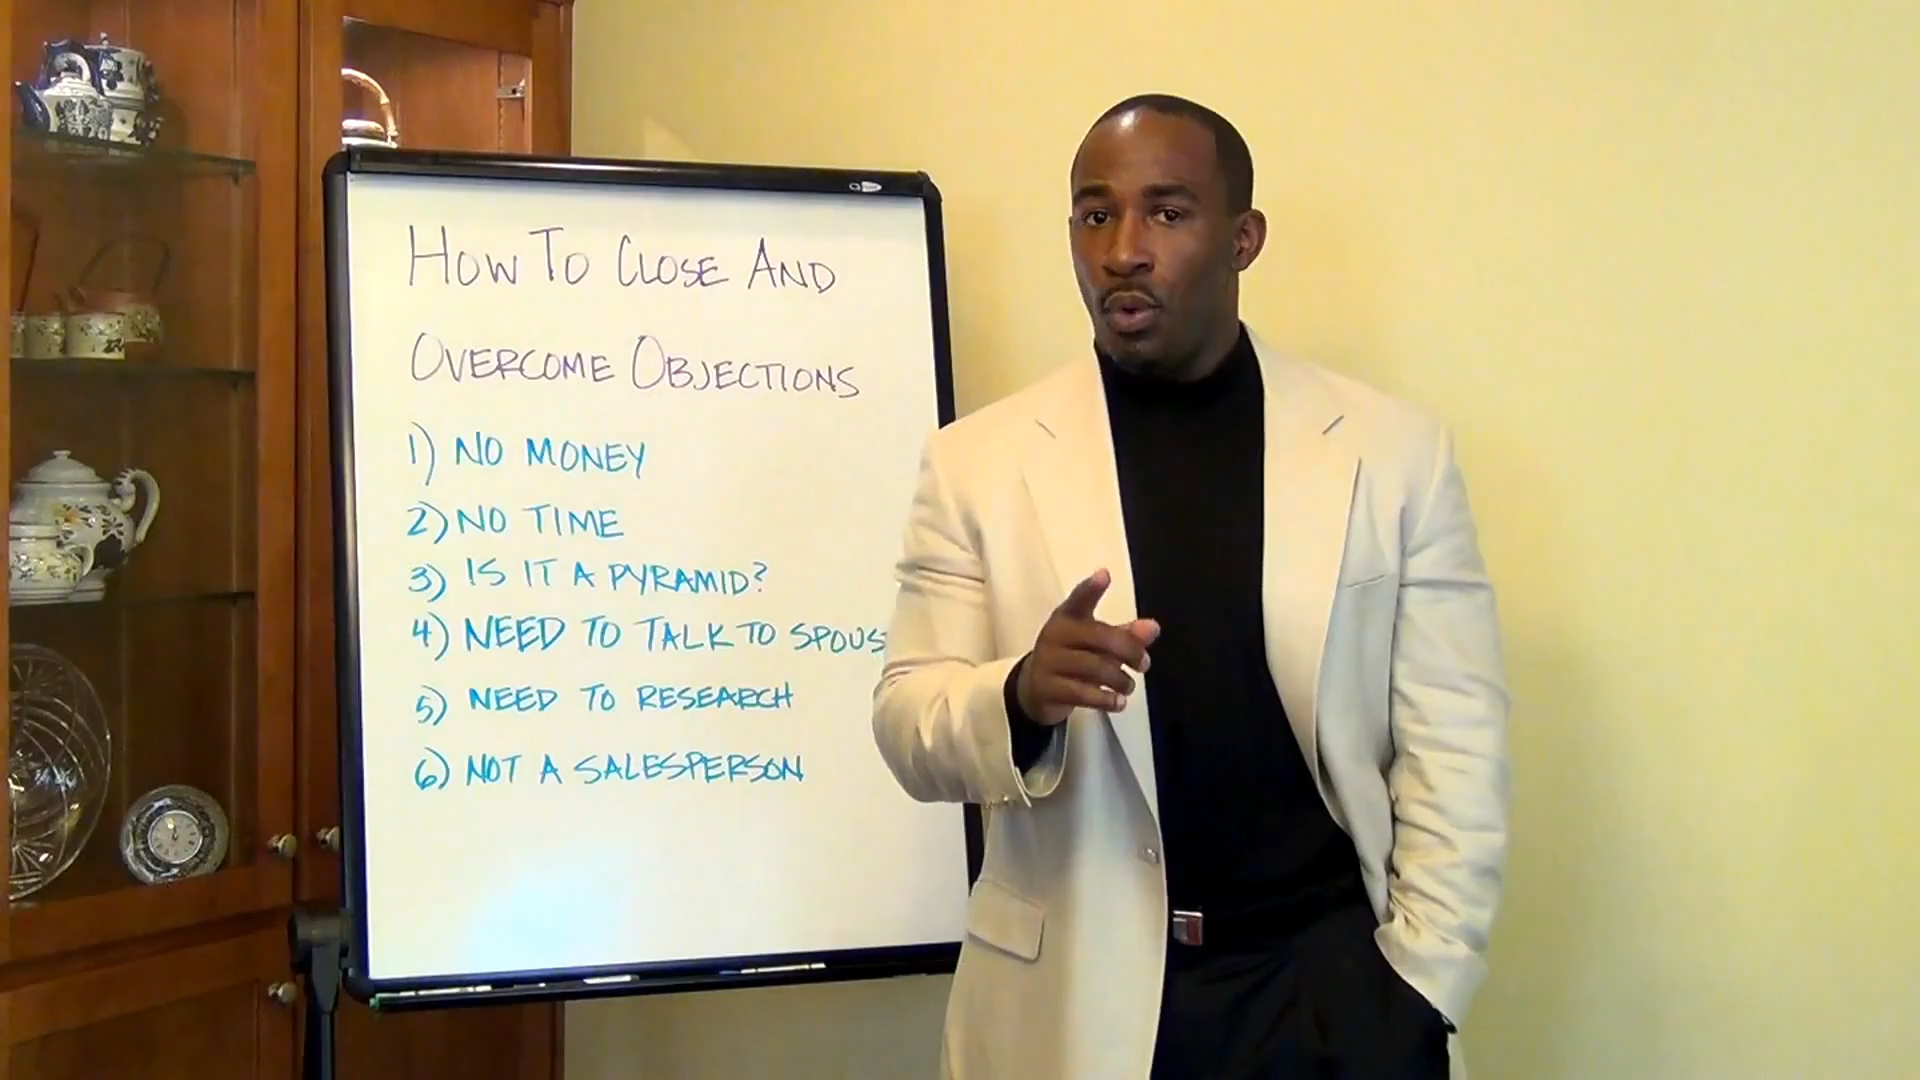 HOW TO CLOSE AND
OVERCOME OBJECTIONS
1) NO MONEY
2) NO TIME
3) IS IT A PYRAMID?
4) NEED TO TALK TO SPOUS
5) NEED TO RESEARCH
6) NOT A SALESPERSON